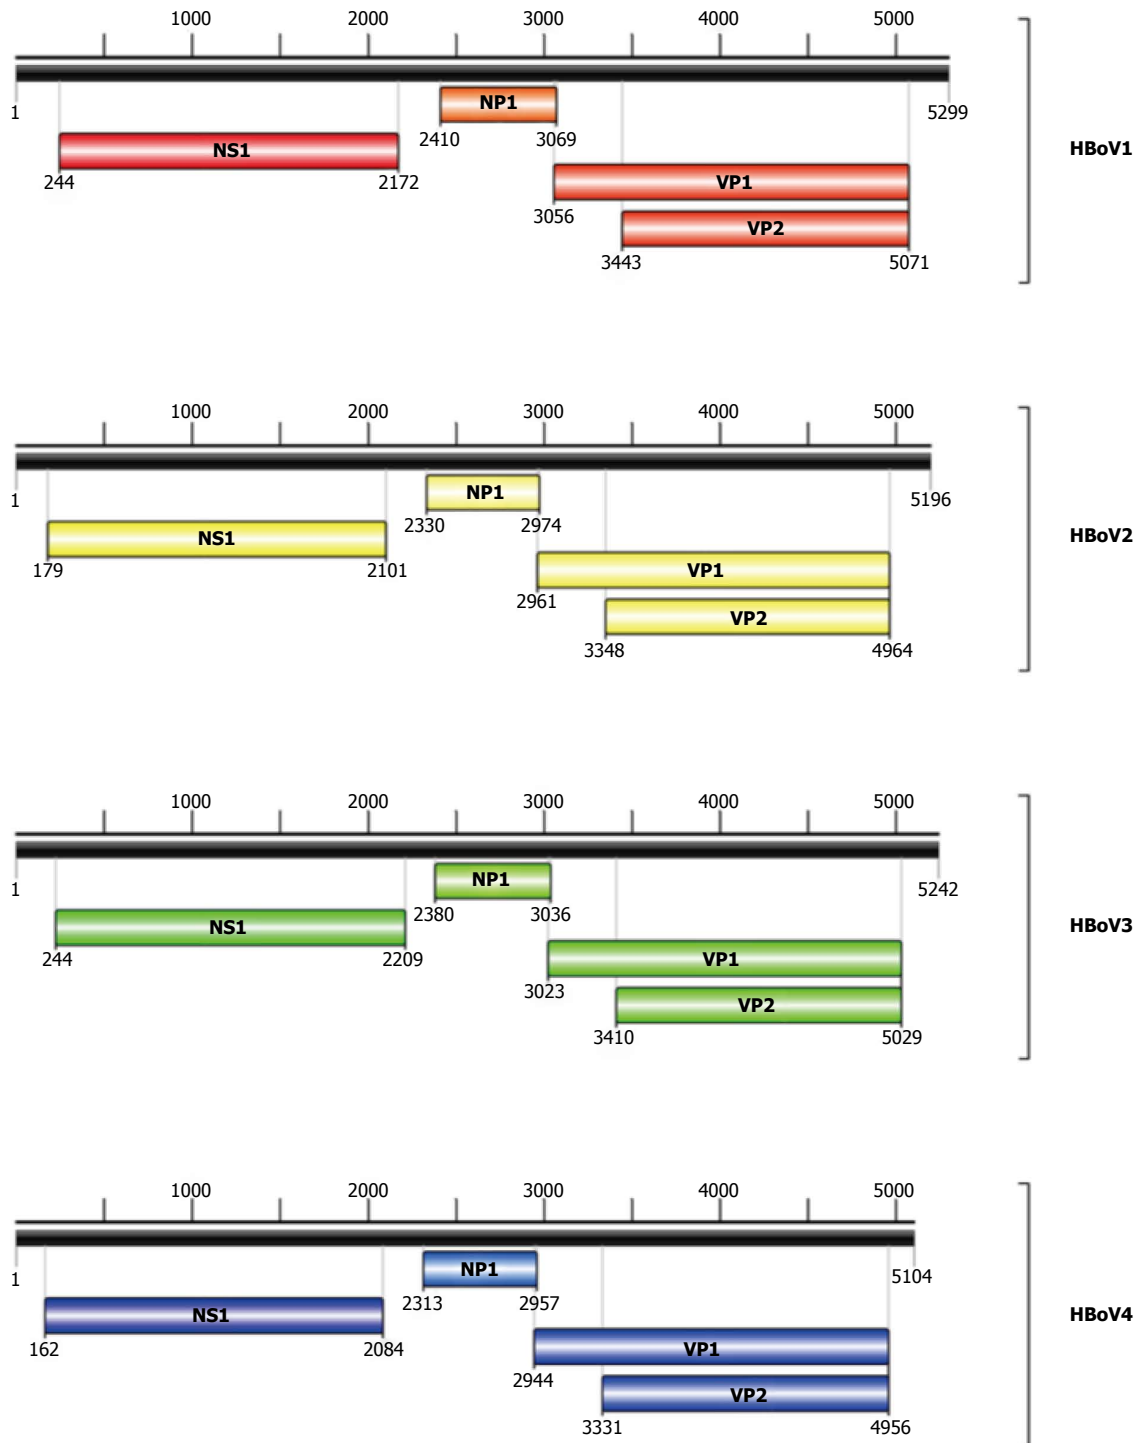 1000 2000 3000 4000 5000
1 NP1 5299
2410 3069
NS1 HBoV1
244 2172 VP1
3056
VP2
3443 5071
1000 2000 3000 4000 5000
1 NP1 5196
2330 2974
NS1 HBoV2
179 2101 VP1
2961
VP2
3348 4964
1000 2000 3000 4000 5000
1 NP1 5242
2380 3036
NS1 HBoV3
244 2209 VP1
3023
VP2
3410 5029
1000 2000 3000 4000 5000
1 NP1 5104
2313 2957
NS1 HBoV4
162 2084 VP1
2944
VP2
3331 4956